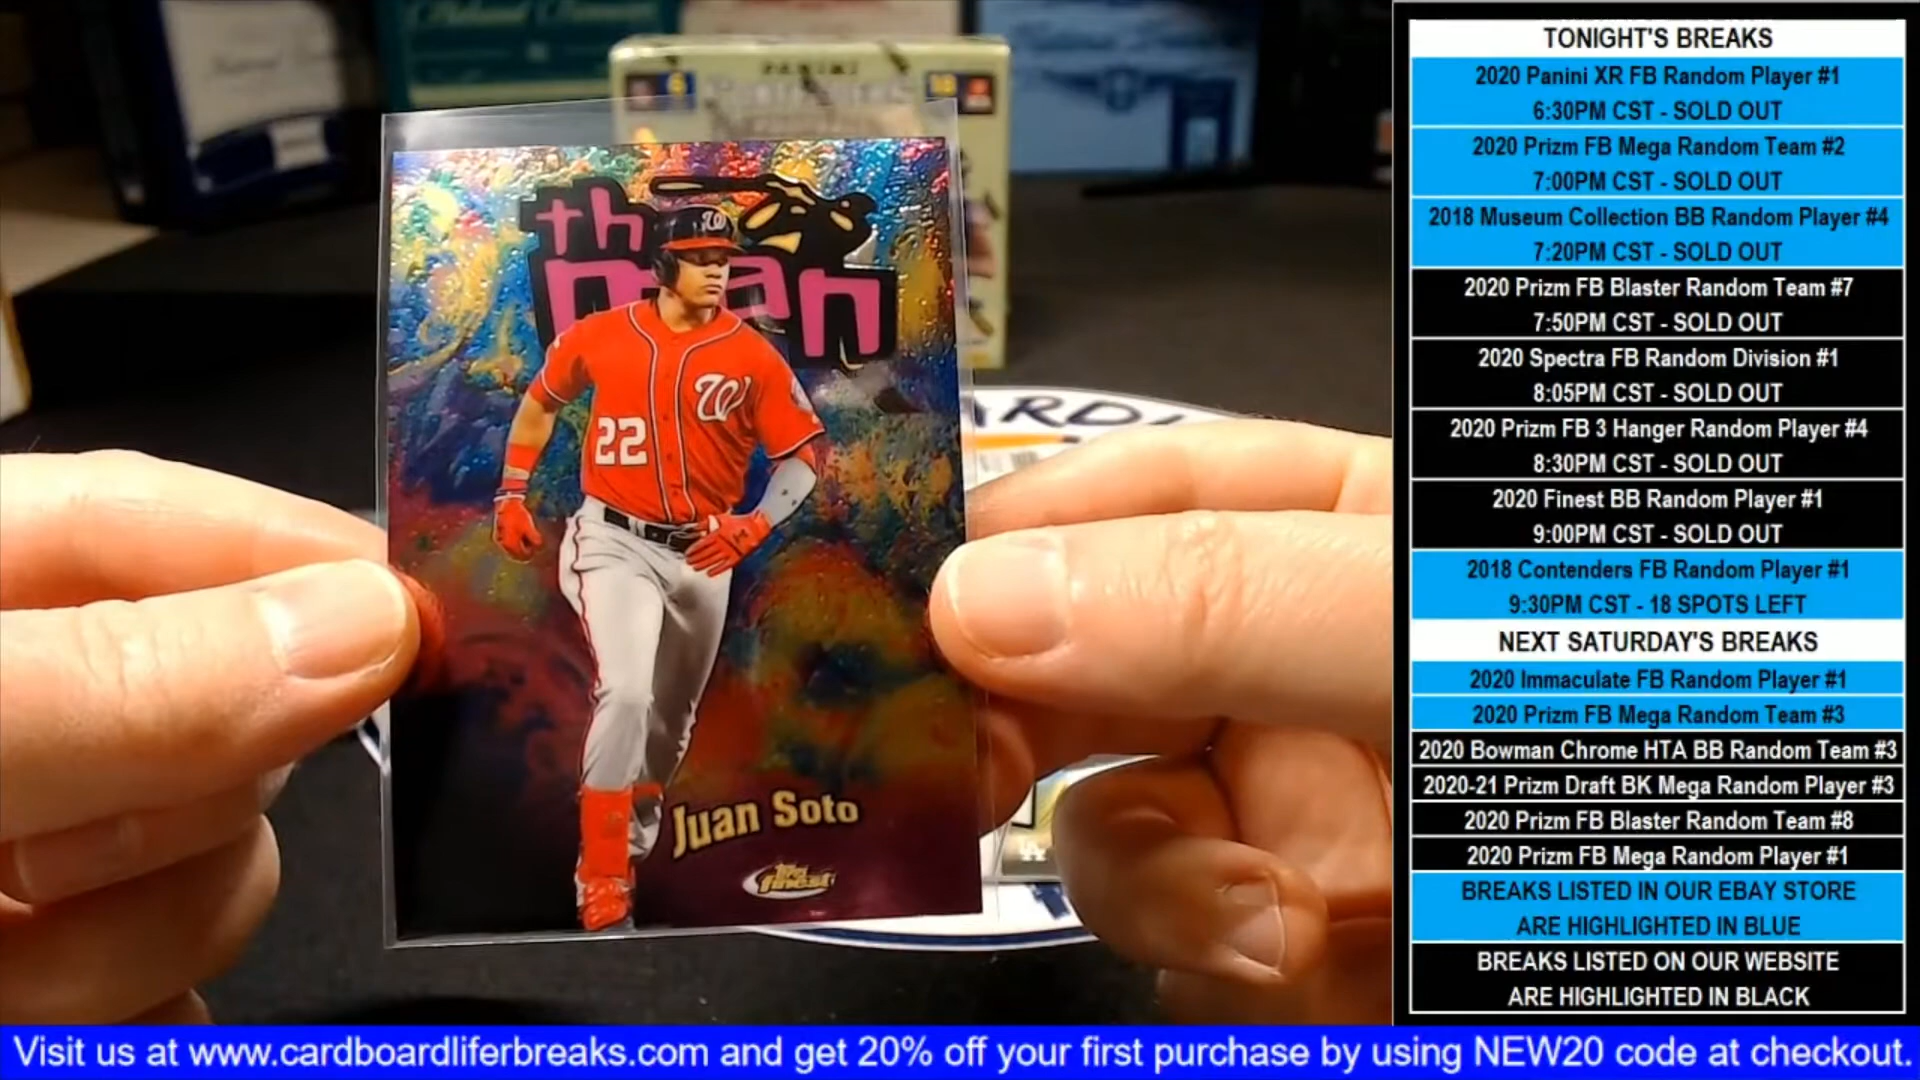 PANINI
the
man
W
W
22
Juan Soto
Topps
finest
ARD
LA
TONIGHT'S BREAKS
2020 Panini XR FB Random Player #1
6:30PM CST - SOLD OUT
2020 Prizm FB Mega Random Team #2
7:00PM CST - SOLD OUT
2018 Museum Collection BB Random Player #4
7:20PM CST - SOLD OUT
2020 Prizm FB Blaster Random Team #7
7:50PM CST - SOLD OUT
2020 Spectra FB Random Division #1
8:05PM CST - SOLD OUT
2020 Prizm FB 3 Hanger Random Player #4
8:30PM CST - SOLD OUT
2020 Finest BB Random Player #1
9:00PM CST - SOLD OUT
2018 Contenders FB Random Player #1
9:30PM CST - 18 SPOTS LEFT
NEXT SATURDAY'S BREAKS
2020 Immaculate FB Random Player #1
2020 Prizm FB Mega Random Team #3
2020 Bowman Chrome HTA BB Random Team #3
2020-21 Prizm Draft BK Mega Random Player #3
2020 Prizm FB Blaster Random Team #8
2020 Prizm FB Mega Random Player #1
BREAKS LISTED IN OUR EBAY STORE
ARE HIGHLIGHTED IN BLUE
BREAKS LISTED ON OUR WEBSITE
ARE HIGHLIGHTED IN BLACK
Visit us at www.cardboardliferbreaks.com and get 20% off your first purchase by using NEW20 code at checkout.